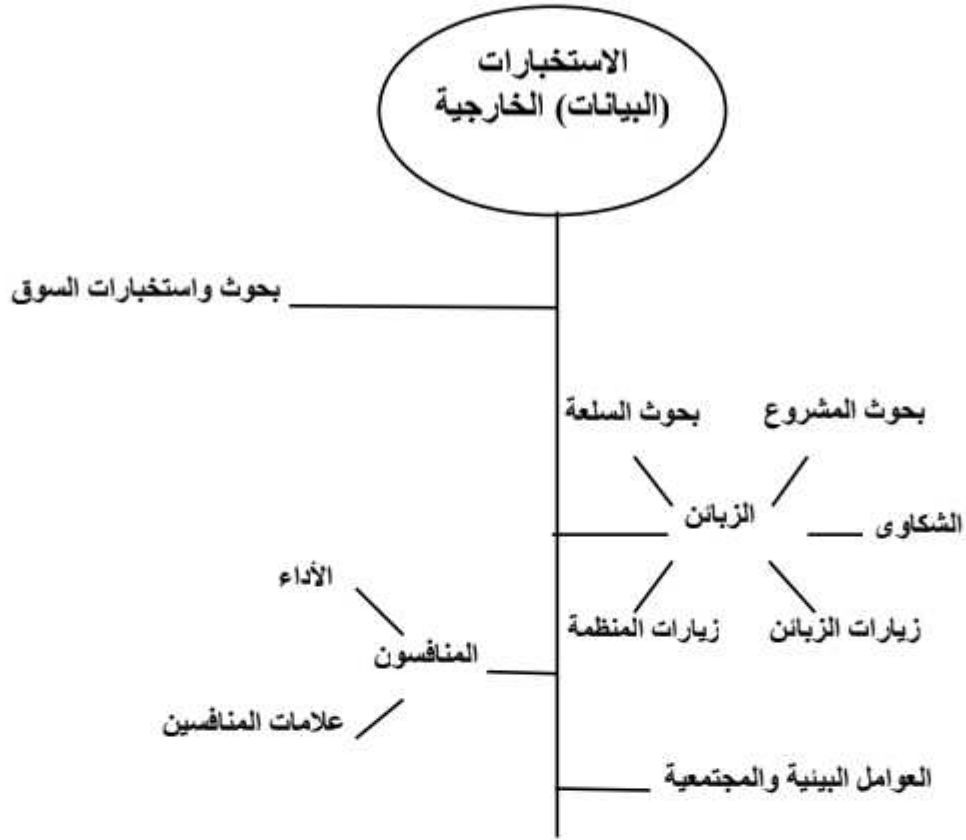 الاستخبارات
(البيانات) الخارجية
بحوث واستخبارات السوق
بحوث المشروع
بحوث السلعة
الزبائن
الشكاوى
زيارات الزبائن
زيارات المنظمة
الأداء
المنافسون
علامات المنافسين
العوامل البيئية والمجتمعية